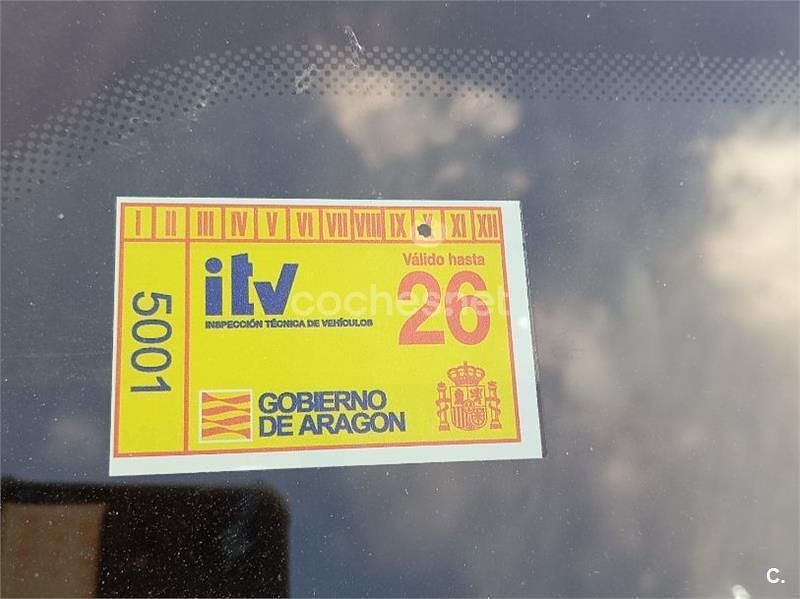 I II III IV V VI VII VIII IX X XI XII
Válido hasta
26
itv
INSPECCIÓN TÉCNICA DE VEHÍCULOS
5001
GOBIERNO
DE ARAGON
coches.net
C.